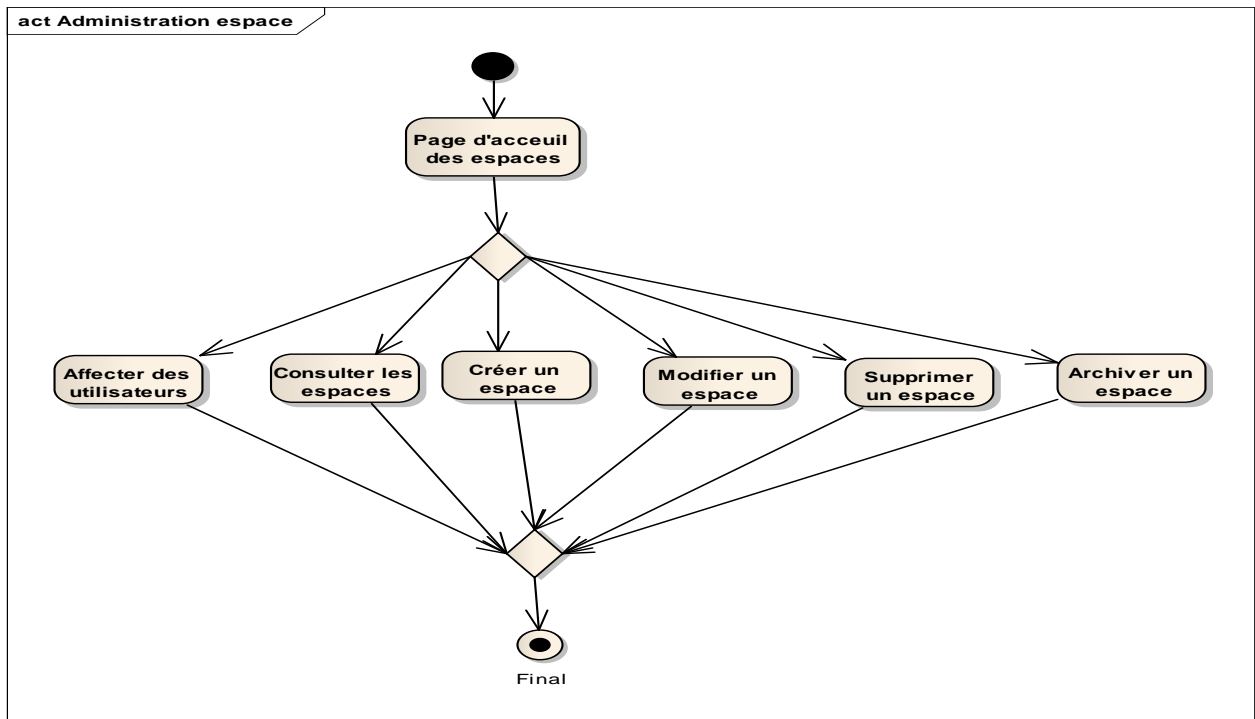 act Administration espace
Page d'acceuil
des espaces
Affecter des
utilisateurs
Consulter les
espaces
Créer un
espace
Modifier un
espace
Supprimer
un espace
Archiver un
espace
Final